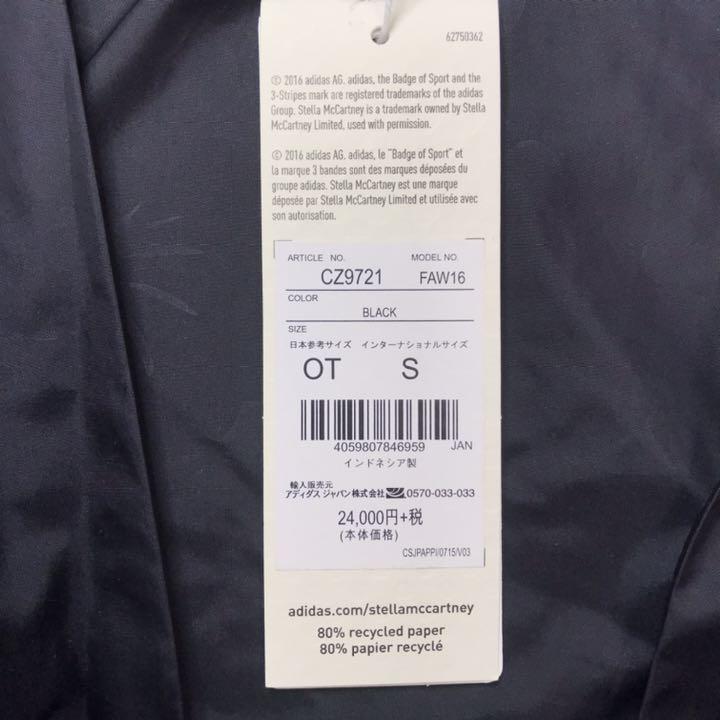 62750362
© 2016 adidas AG. adidas, the Badge of Sport and the
3-Stripes mark are registered trademarks of the adidas
Group. Stella McCartney is a trademark owned by Stella
McCartney Limited, used with permission.
© 2016 adidas AG. adidas, le "Badge of Sport" et
la marque 3 bandes sont des marques déposées du
groupe adidas. Stella McCartney est une marque
déposée par Stella McCartney Limited et utilisée avec
son autorisation.
ARTICLE NO. MODEL NO.
CZ9721 FAW16
COLOR
BLACK
SIZE
日本参考サイズ インターナショナルサイズ
OT S
4059807846959 JAN
インドネシア製
輸入販売元
アディダス ジャパン株式会社 0570-033-033
24,000円+税
(本体価格)
CSJPAPPI/0715/V03
adidas.com/stellamccartney
80% recycled paper
80% papier recyclé